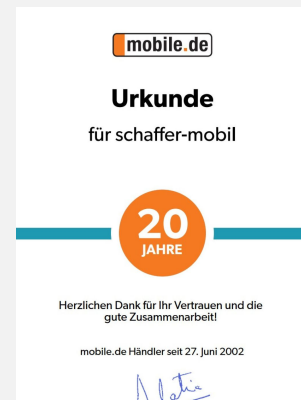 mobile.de
Urkunde
für schaffer-mobil
20
JAHRE
Herzlichen Dank für Ihr Vertrauen und die
gute Zusammenarbeit!
mobile.de Händler seit 27. Juni 2002